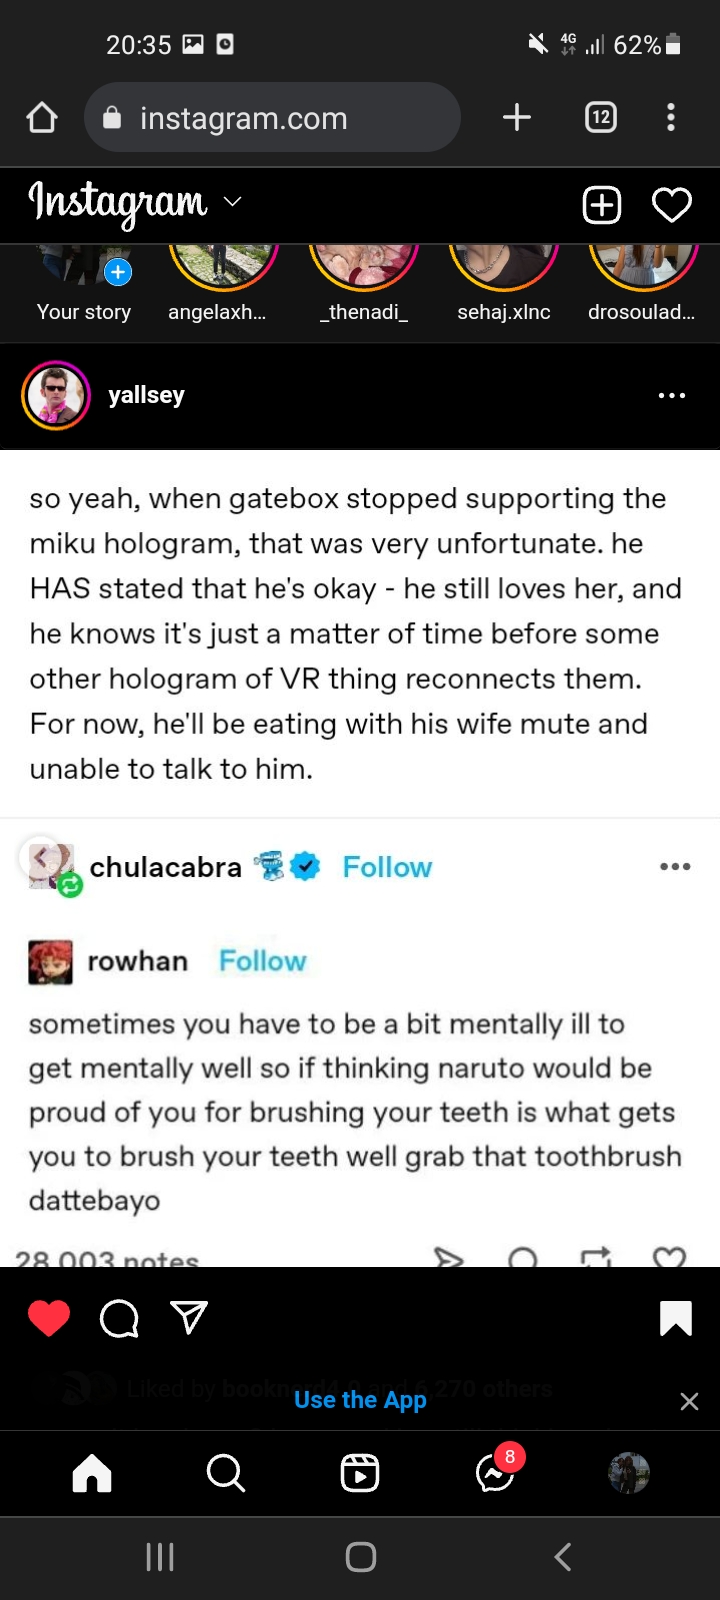 20:35
4G 62%
instagram.com
12
Instagram
Your story angelaxh... _thenadi_ sehaj.xlnc drosoulad...
yallsey
so yeah, when gatebox stopped supporting the
miku hologram, that was very unfortunate. he
HAS stated that he's okay - he still loves her, and
he knows it's just a matter of time before some
other hologram of VR thing reconnects them.
For now, he'll be eating with his wife mute and
unable to talk to him.
chulacabra Follow
rowhan Follow
sometimes you have to be a bit mentally ill to
get mentally well so if thinking naruto would be
proud of you for brushing your teeth is what gets
you to brush your teeth well grab that toothbrush
dattebayo
28,003 notes
Liked by and 6,270 others
Use the App
8